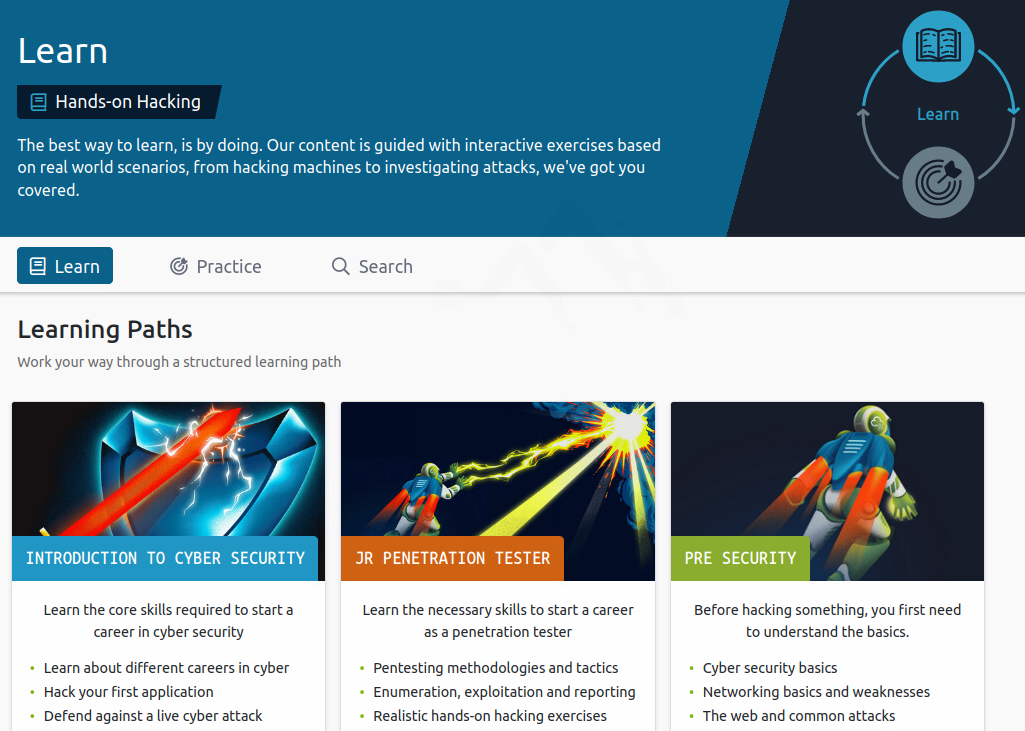 Learn
Hands-on Hacking
The best way to learn, is by doing. Our content is guided with interactive exercises based
on real world scenarios, from hacking machines to investigating attacks, we've got you
covered.
Learn
Learn
Practice
Search
Learning Paths
Work your way through a structured learning path
INTRODUCTION TO CYBER SECURITY
Learn the core skills required to start a
career in cyber security
• Learn about different careers in cyber
• Hack your first application
• Defend against a live cyber attack
JR PENETRATION TESTER
Learn the necessary skills to start a career
as a penetration tester
• Pentesting methodologies and tactics
• Enumeration, exploitation and reporting
• Realistic hands-on hacking exercises
PRE SECURITY
Before hacking something, you first need
to understand the basics.
• Cyber security basics
• Networking basics and weaknesses
• The web and common attacks